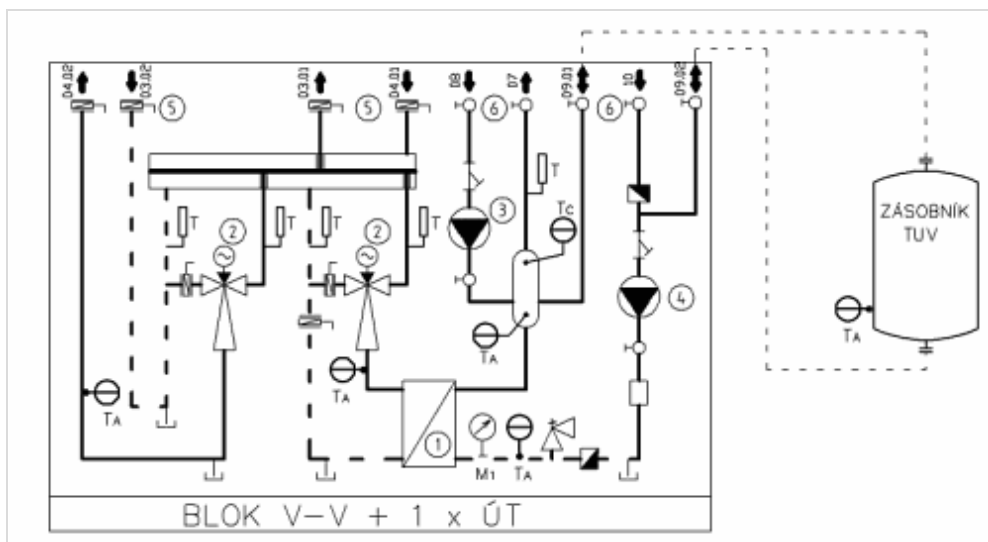 04.02 03.02 03.01 04.01 08 07 09.01 10 09.02
5 5 6 6
T T T T T
2 2 3 Tc
4
TA TA TA TA
1
M1 TA
ZÁSOBNÍK
TUV
BLOK V-V + 1 x ÚT